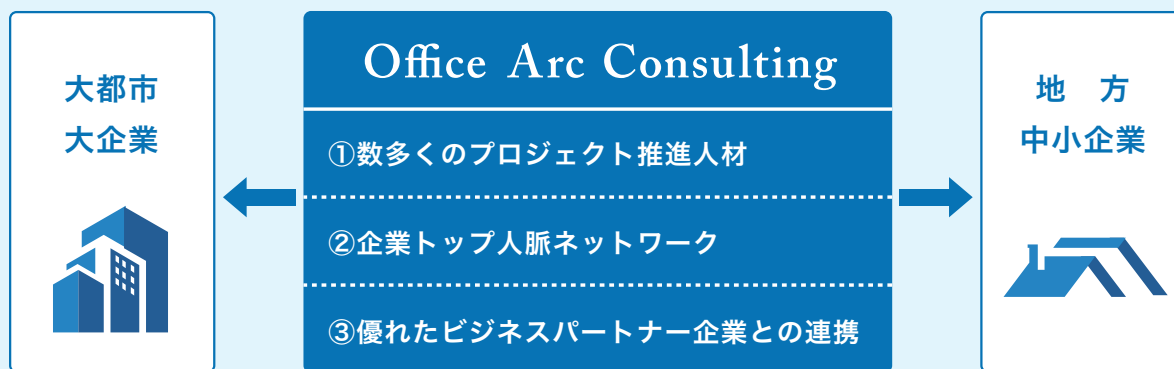 大都市
大企業
Office Arc Consulting
①数多くのプロジェクト推進人材
②企業トップ人脈ネットワーク
③優れたビジネスパートナー企業との連携
地　方
中小企業